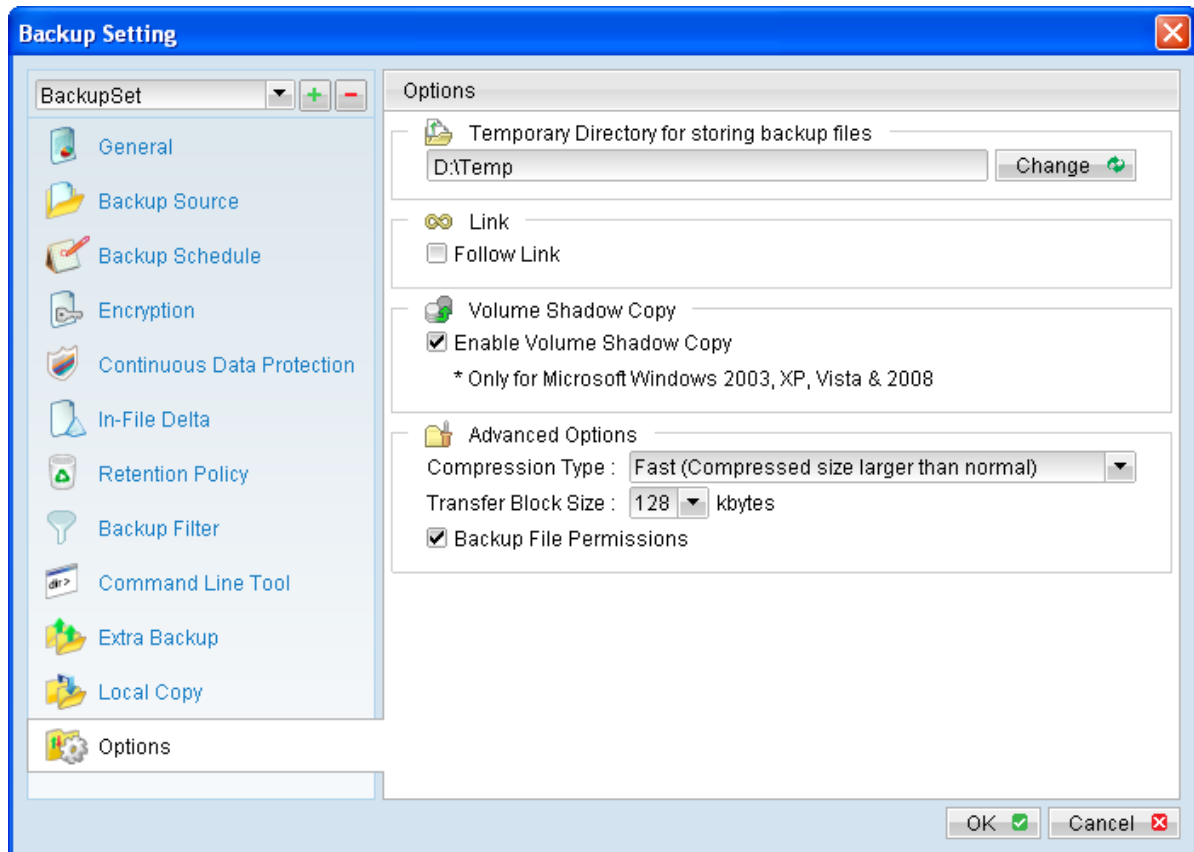 Backup Setting
BackupSet
General
Backup Source
Backup Schedule
Encryption
Continuous Data Protection
In-File Delta
Retention Policy
Backup Filter
dir>
Command Line Tool
Extra Backup
Local Copy
Options
Options
Temporary Directory for storing backup files
D:\Temp
Change
Link
Follow Link
Volume Shadow Copy
Enable Volume Shadow Copy
* Only for Microsoft Windows 2003, XP, Vista & 2008
Advanced Options
Compression Type : Fast (Compressed size larger than normal)
Transfer Block Size : 128 kbytes
Backup File Permissions
OK
Cancel